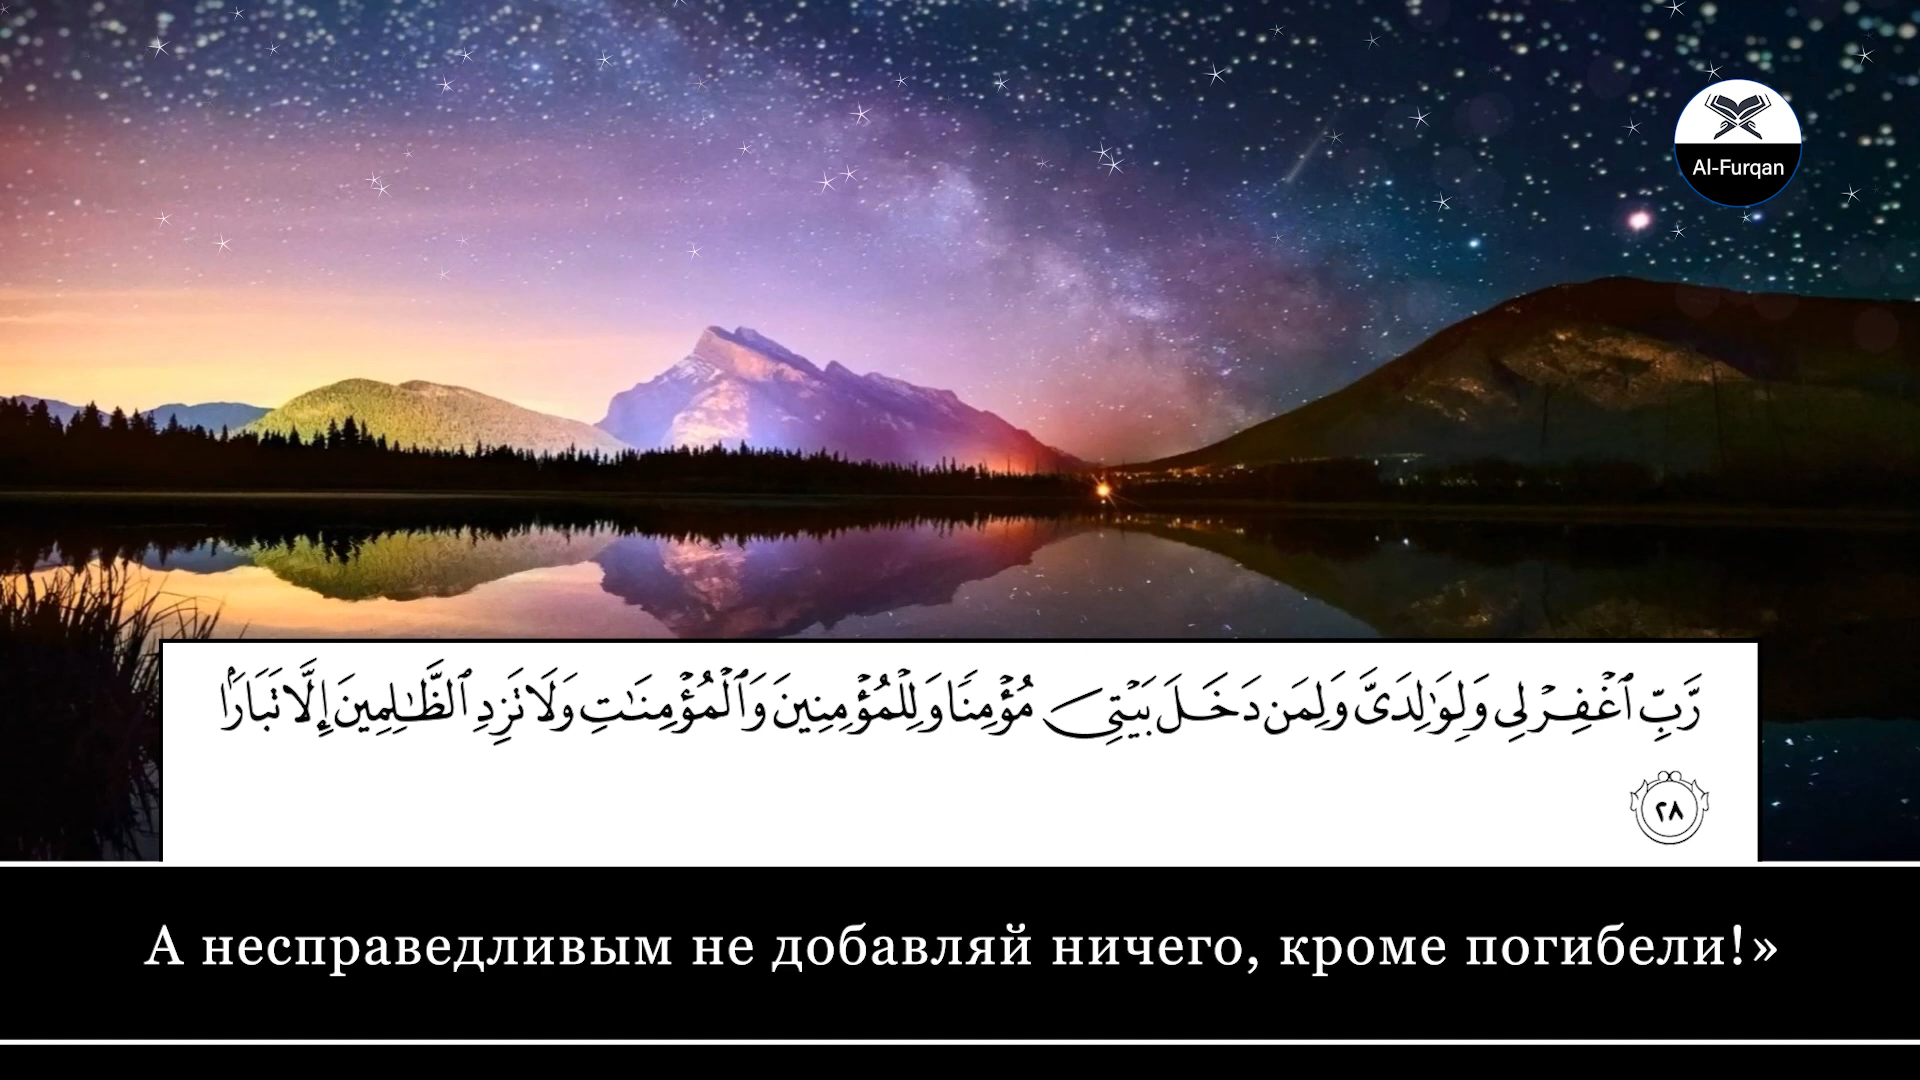 Al-Furqan
رَّبِّ ٱغْفِرْ لِى وَلِوَٰلِدَىَّ وَلِمَن دَخَلَ بَيْتِىَ مُؤْمِنًا وَلِلْمُؤْمِنِينَ وَٱلْمُؤْمِنَٰتِ وَلَا تَزِدِ ٱلظَّٰلِمِينَ إِلَّا تَبَارًۢا
٢٨
А несправедливым не добавляй ничего, кроме погибели!»